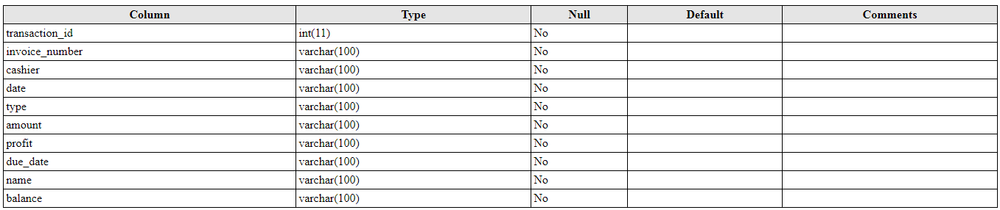 Column Type Null Default Comments
transaction_id int(11) No
invoice_number varchar(100) No
cashier varchar(100) No
date varchar(100) No
type varchar(100) No
amount varchar(100) No
profit varchar(100) No
due_date varchar(100) No
name varchar(100) No
balance varchar(100) No